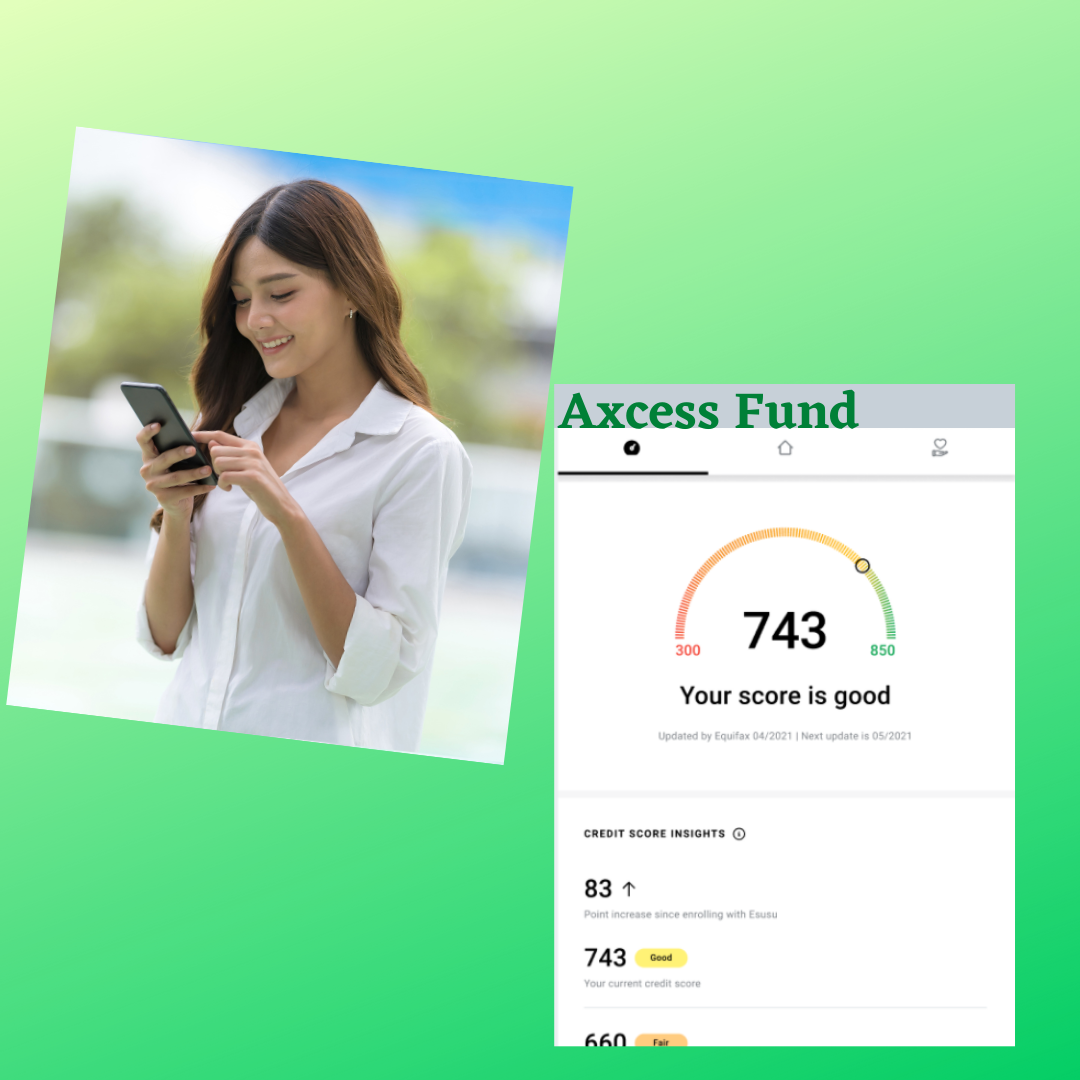 Axcess Fund
743
300
850
Your score is good
Updated by Equifax 04/2021 | Next update is 05/2021
CREDIT SCORE INSIGHTS
83 ↑
Point increase since enrolling with Esusu
743 Good
Your current credit score
660 Fair